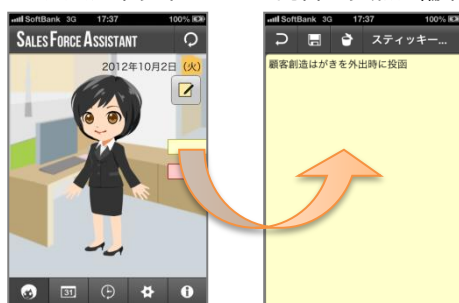 SoftBank 3G 17:37 100%
SALES FORCE ASSISTANT
2012年10月2日 (火)
31
SoftBank 3G 17:37 100%
スティッキー...
顧客創造はがきを外出時に投函